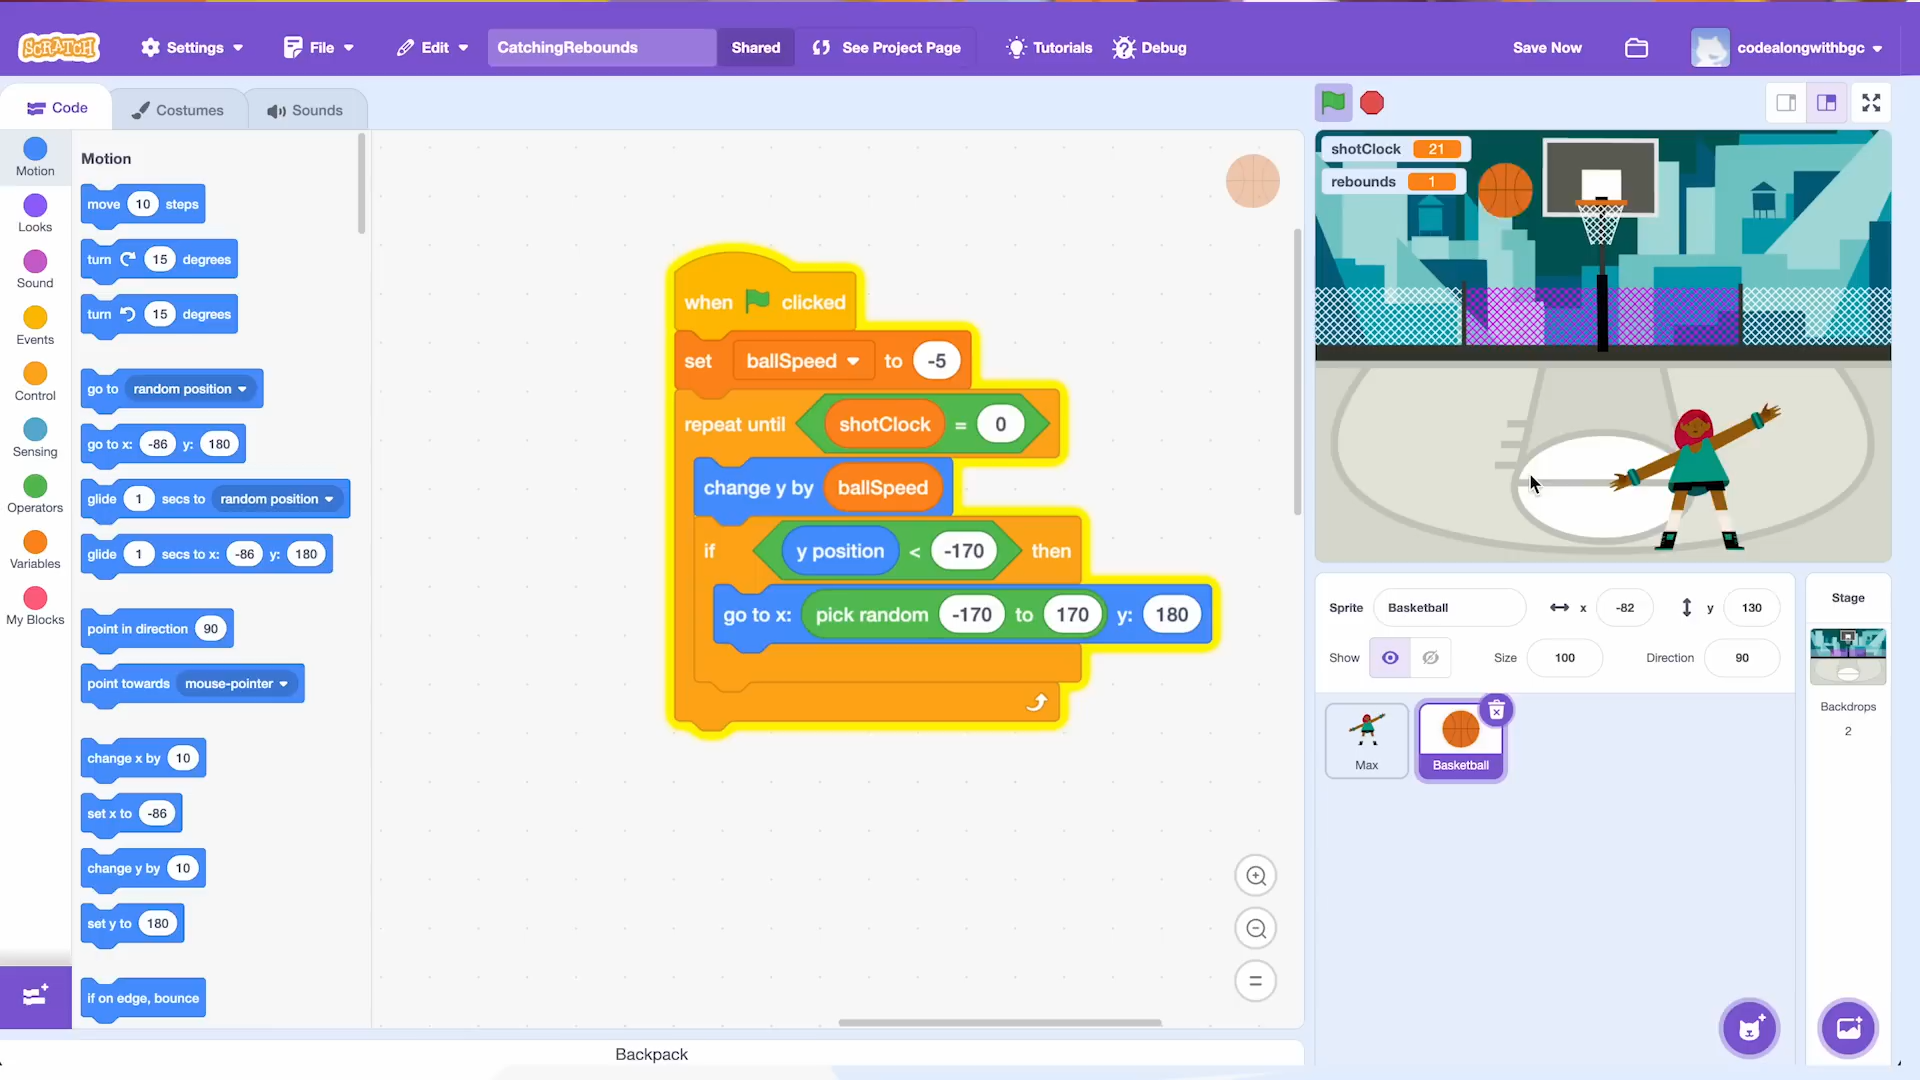 SCRATCH
Settings
File
Edit
CatchingRebounds
Shared
See Project Page
Tutorials
Debug
Save Now
codealongwithbgc
Code
Costumes
Sounds
Motion
Looks
Sound
Events
Control
Sensing
Operators
Variables
My Blocks
Motion
move 10 steps
turn 15 degrees
turn 15 degrees
go to random position
go to x: -86 y: 180
glide 1 secs to random position
glide 1 secs to x: -86 y: 180
point in direction 90
point towards mouse-pointer
change x by 10
set x to -86
change y by 10
set y to 180
if on edge, bounce
when clicked
set ballSpeed to -5
repeat until shotClock = 0
change y by ballSpeed
if y position < -170 then
go to x: pick random -170 to 170 y: 180
Backpack
shotClock 21
rebounds 1
Sprite Basketball x -82 y 130
Show Size 100 Direction 90
Max
Basketball
Stage
Backdrops
2